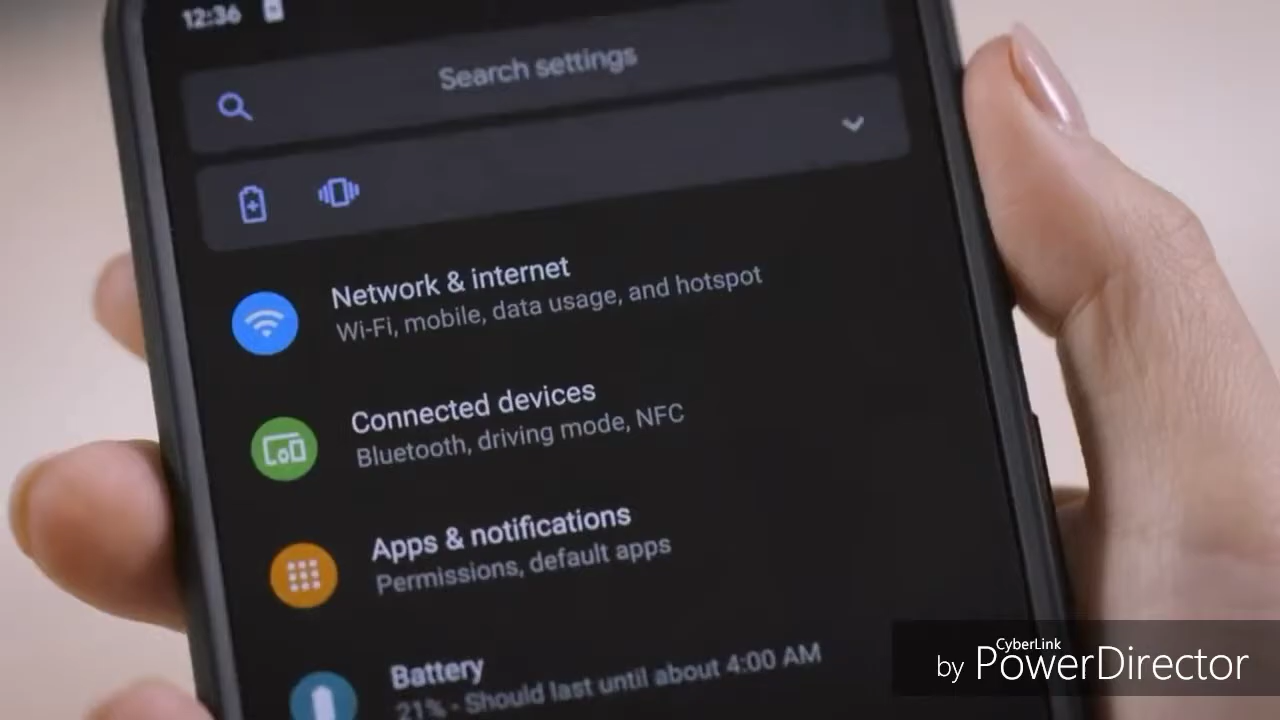 12:36
Search settings
Network & internet
Wi-Fi, mobile, data usage, and hotspot
Connected devices
Bluetooth, driving mode, NFC
Apps & notifications
Permissions, default apps
Battery
21% - Should last until about 4:00 AM
CyberLink
by PowerDirector